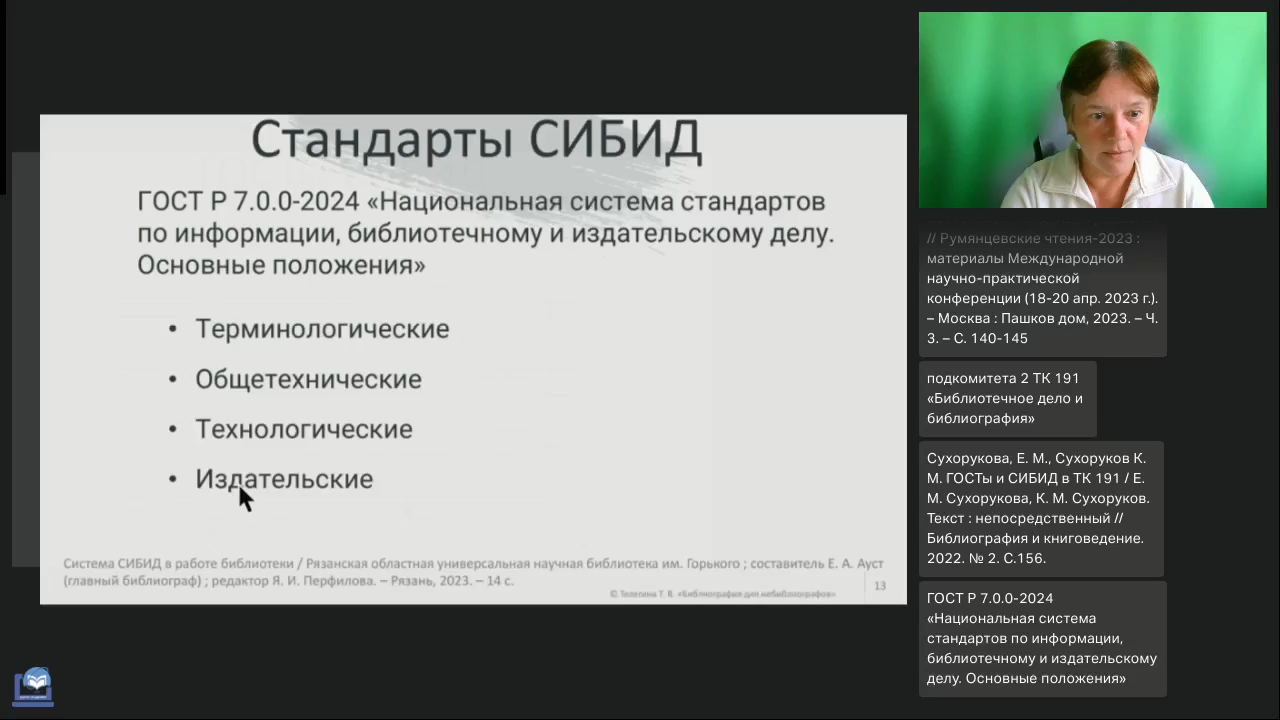 Стандарты СИБИД
ГОСТ Р 7.0.0-2024 «Национальная система стандартов
по информации, библиотечному и издательскому делу.
Основные положения»
• Терминологические
• Общетехнические
• Технологические
• Издательские
Система СИБИД в работе библиотеки / Рязанская областная универсальная научная библиотека им. Горького ; составитель Е. А. Ауст
(главный библиограф) ; редактор Я. И. Перфилова. – Рязань, 2023. – 14 с.
13
© Телегина Т. В. «Библиография для небиблиографов»
// Румянцевские чтения-2023 :
материалы Международной
научно-практической
конференции (18-20 апр. 2023 г.).
– Москва : Пашков дом, 2023. – Ч.
3. – С. 140-145
подкомитета 2 ТК 191
«Библиотечное дело и
библиография»
Сухорукова, Е. М., Сухоруков К.
М. ГОСТы и СИБИД в ТК 191 / Е.
М. Сухорукова, К. М. Сухоруков.
Текст : непосредственный //
Библиография и книговедение.
2022. № 2. С.156.
ГОСТ Р 7.0.0-2024
«Национальная система
стандартов по информации,
библиотечному и издательскому
делу. Основные положения»